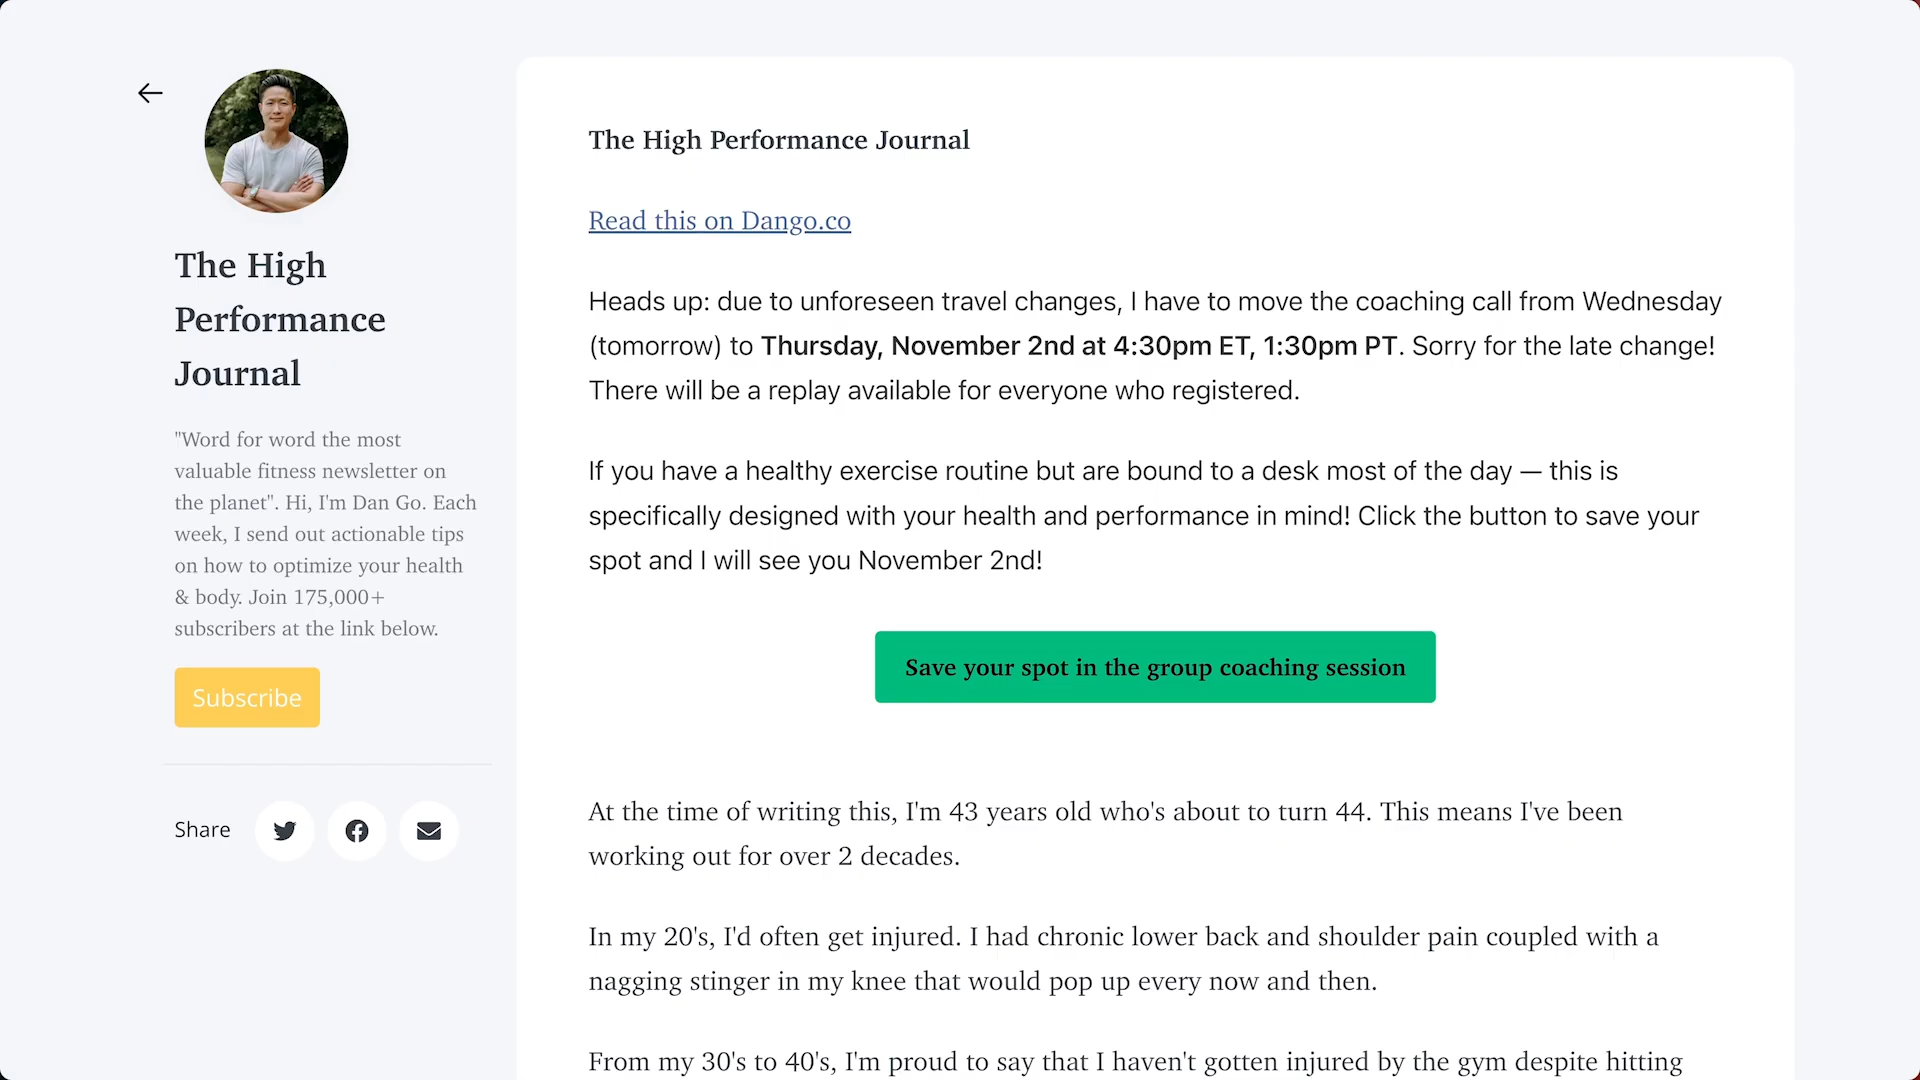 The High
Performance
Journal
"Word for word the most
valuable fitness newsletter on
the planet". Hi, I'm Dan Go. Each
week, I send out actionable tips
on how to optimize your health
& body. Join 175,000+
subscribers at the link below.
Subscribe
Share
The High Performance Journal
Read this on Dango.co
Heads up: due to unforeseen travel changes, I have to move the coaching call from Wednesday
(tomorrow) to Thursday, November 2nd at 4:30pm ET, 1:30pm PT. Sorry for the late change!
There will be a replay available for everyone who registered.
If you have a healthy exercise routine but are bound to a desk most of the day — this is
specifically designed with your health and performance in mind! Click the button to save your
spot and I will see you November 2nd!
Save your spot in the group coaching session
At the time of writing this, I'm 43 years old who's about to turn 44. This means I've been
working out for over 2 decades.
In my 20's, I'd often get injured. I had chronic lower back and shoulder pain coupled with a
nagging stinger in my knee that would pop up every now and then.
From my 30's to 40's, I'm proud to say that I haven't gotten injured by the gym despite hitting